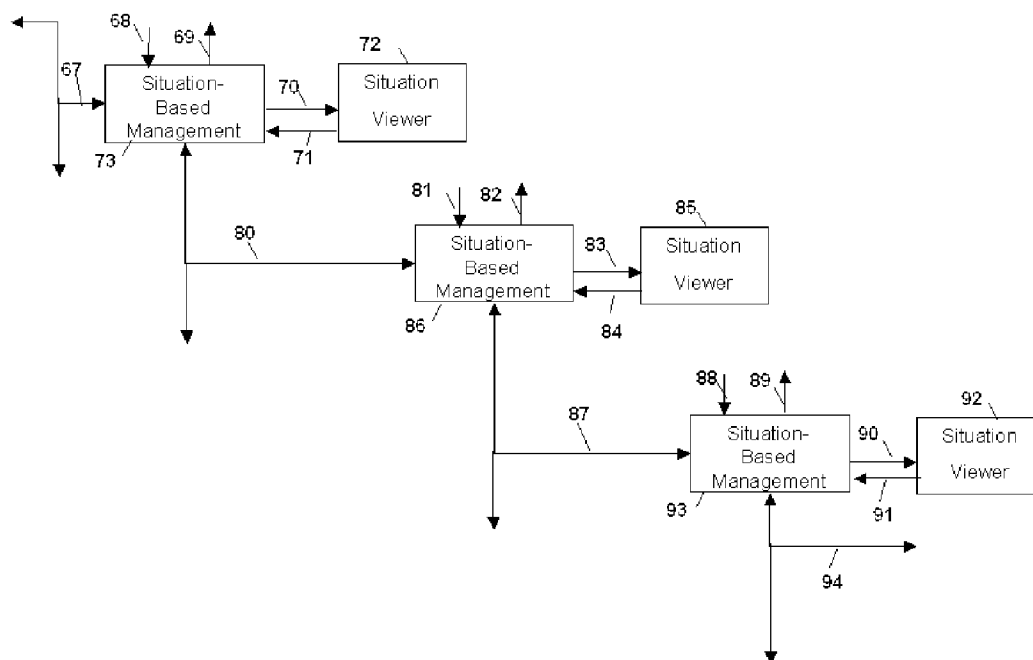 68
69
72
67
Situation-
Based
Management
70
Situation
Viewer
71
73
81
82
85
80
Situation-
Based
Management
83
Situation
Viewer
84
86
88
89
92
87
Situation-
Based
Management
90
Situation
Viewer
91
93
94